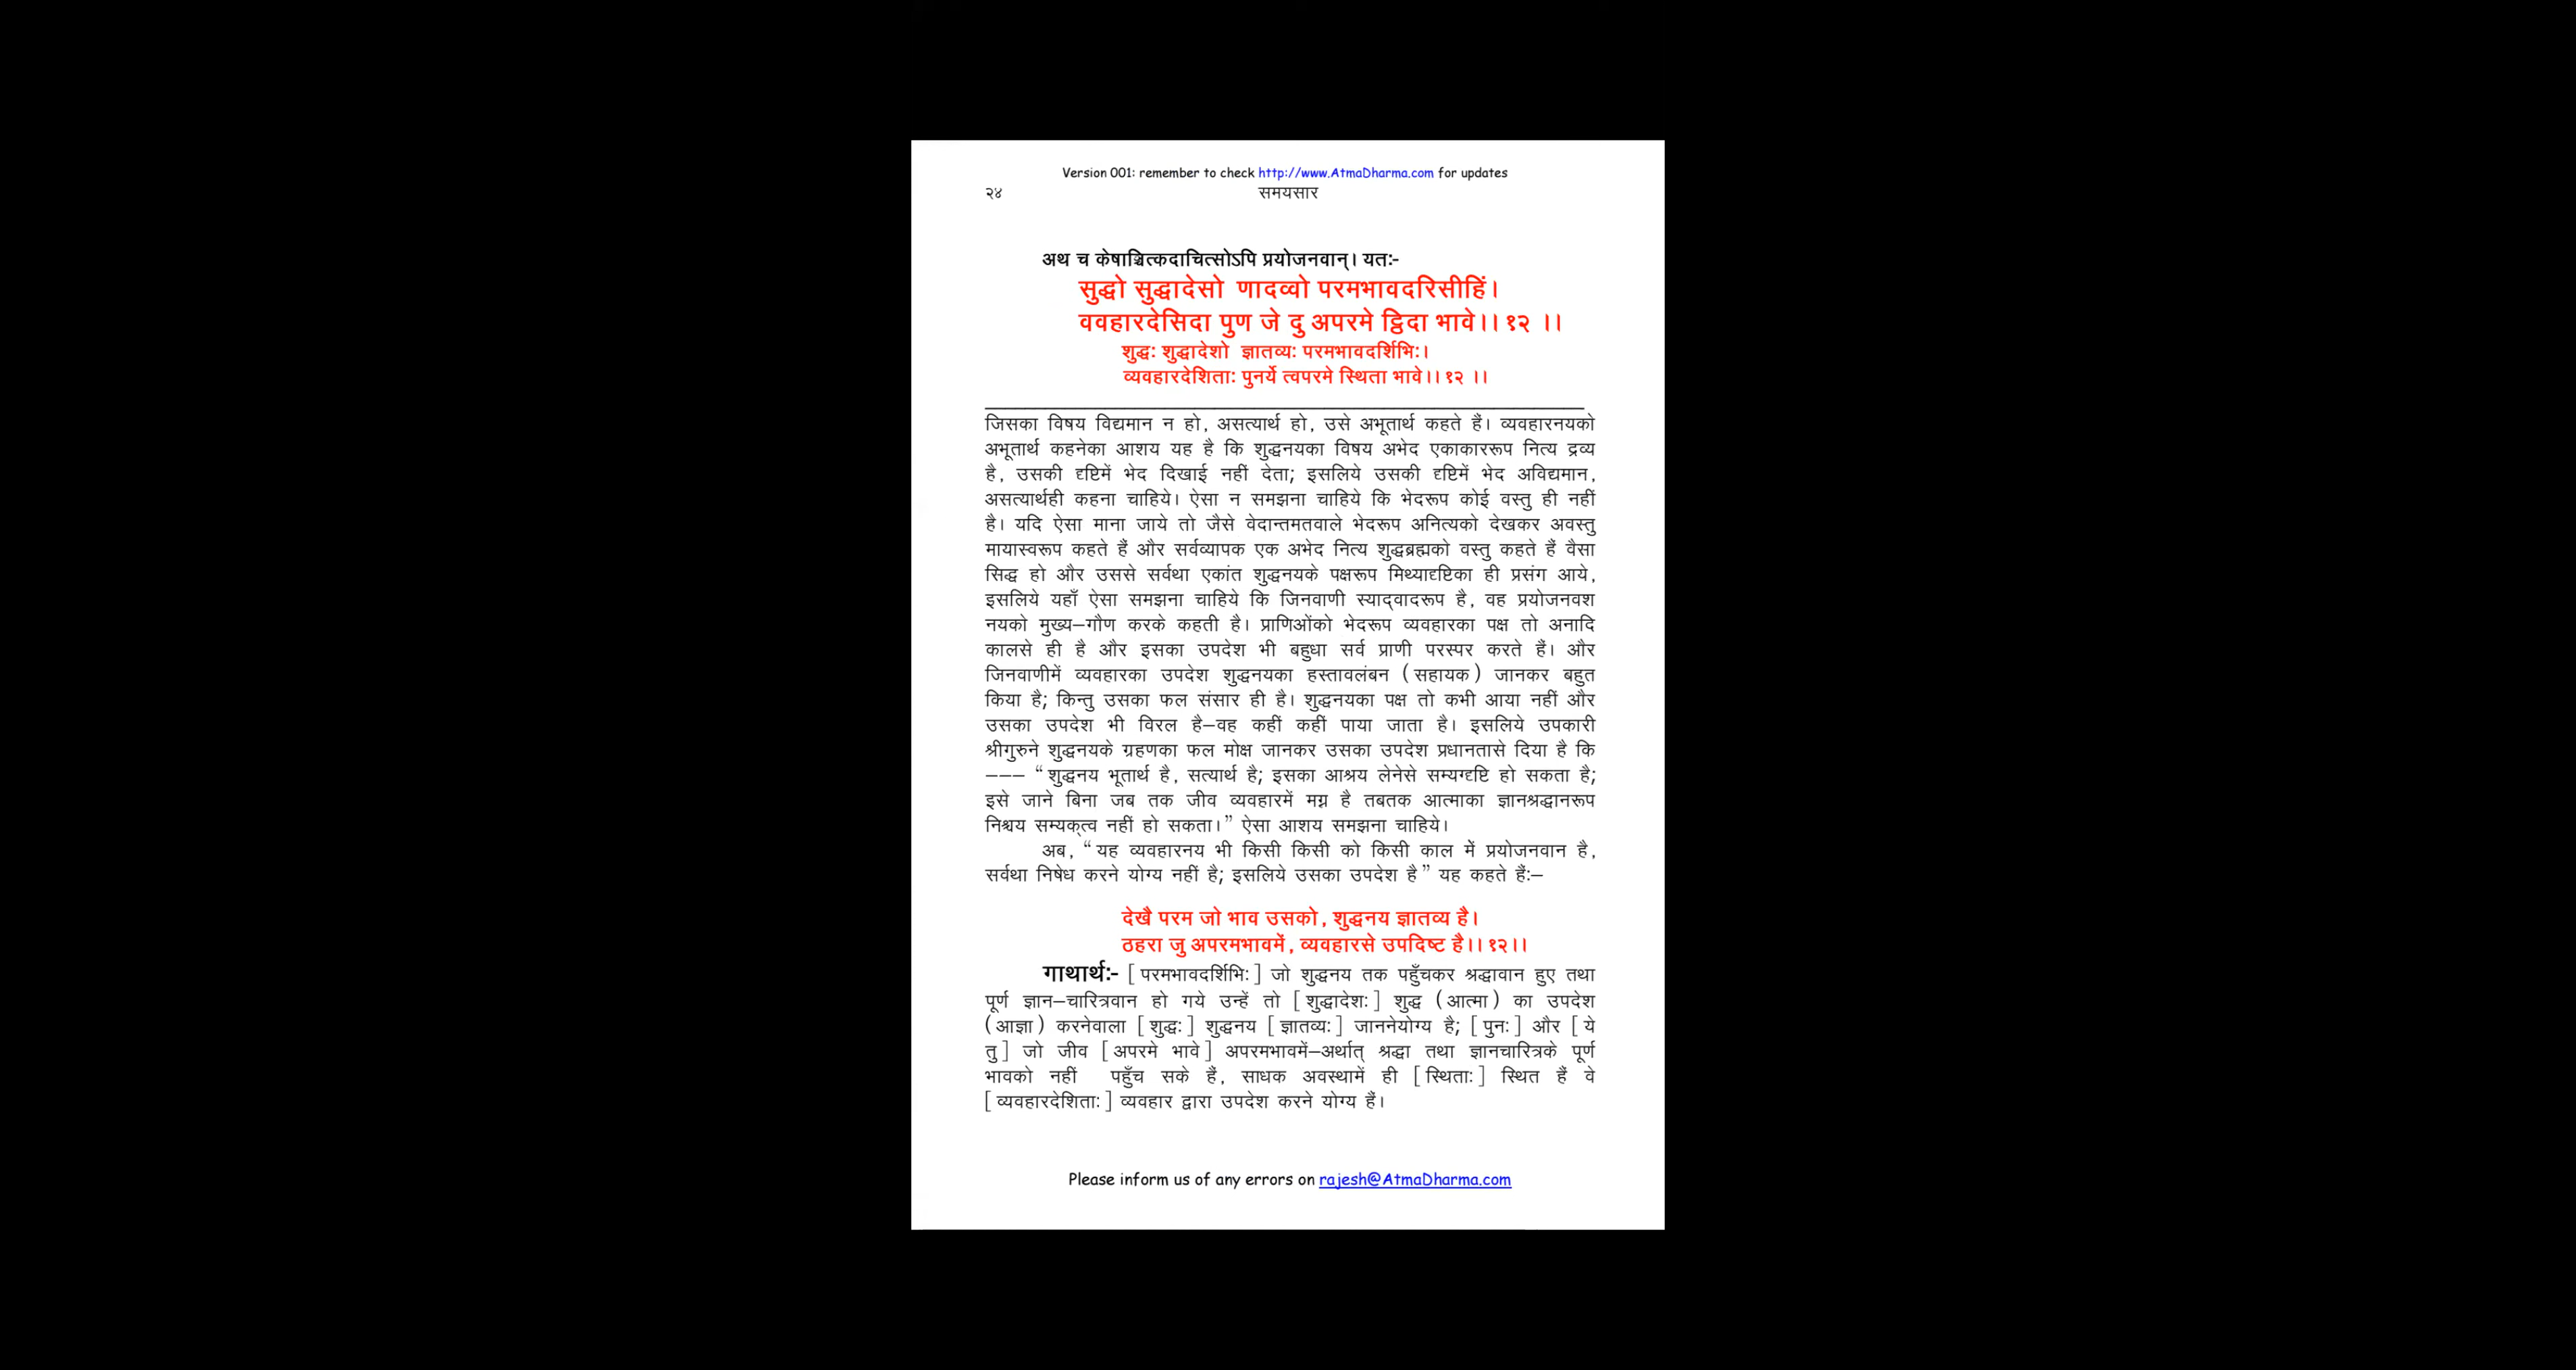 Version 001: remember to check http://www.AtmaDharma.com for updates
२४ समयसार
अथ च केषाञ्चित्कदाचित्सोऽपि प्रयोजनवान्। यतः-
सुद्धो सुद्धादेसो णादव्वो परमभावदरिसीहिं।
ववहारदेसिदा पुण जे दु अपरमे ट्ठिदा भावे।। १२ ।।
शुद्धः शुद्धादेशो ज्ञातव्यः परमभावदर्शिभिः।
व्यवहारदेशिताः पुनर्ये त्वपरमे स्थिता भावे।। १२ ।।
जिसका विषय विद्यमान न हो, असत्यार्थ हो, उसे अभूतार्थ कहते हैं। व्यवहारनयको
अभूतार्थ कहनेका आशय यह है कि शुद्धनयका विषय अभेद एकाकाररूप नित्य द्रव्य
है, उसकी दृष्टिमें भेद दिखाई नहीं देता; इसलिये उसकी दृष्टिमें भेद अविद्यमान,
असत्यार्थही कहना चाहिये। ऐसा न समझना चाहिये कि भेदरूप कोई वस्तु ही नहीं
है। यदि ऐसा माना जाये तो जैसे वेदान्तमतवाले भेदरूप अनित्यको देखकर अवस्तु
मायास्वरूप कहते हैं और सर्वव्यापक एक अभेद नित्य शुद्धब्रह्मको वस्तु कहते हैं वैसा
सिद्ध हो और उससे सर्वथा एकांत शुद्धनयके पक्षरूप मिथ्यादृष्टिका ही प्रसंग आये,
इसलिये यहाँ ऐसा समझना चाहिये कि जिनवाणी स्याद्वादरूप है, वह प्रयोजनवश
नयको मुख्य–गौण करके कहती है। प्राणिओंको भेदरूप व्यवहारका पक्ष तो अनादि
कालसे ही है और इसका उपदेश भी बहुधा सर्व प्राणी परस्पर करते हैं। और
जिनवाणीमें व्यवहारका उपदेश शुद्धनयका हस्तावलंबन (सहायक) जानकर बहुत
किया है; किन्तु उसका फल संसार ही है। शुद्धनयका पक्ष तो कभी आया नहीं और
उसका उपदेश भी विरल है–वह कहीं कहीं पाया जाता है। इसलिये उपकारी
श्रीगुरुने शुद्धनयके ग्रहणका फल मोक्ष जानकर उसका उपदेश प्रधानतासे दिया है कि
––– “शुद्धनय भूतार्थ है, सत्यार्थ है; इसका आश्रय लेनेसे सम्यग्दृष्टि हो सकता है;
इसे जाने बिना जब तक जीव व्यवहारमें मग्न है तबतक आत्माका ज्ञानश्रद्धानरूप
निश्चय सम्यक्त्व नहीं हो सकता।” ऐसा आशय समझना चाहिये।
अब, “यह व्यवहारनय भी किसी किसी को किसी काल में प्रयोजनवान है,
सर्वथा निषेध करने योग्य नहीं है; इसलिये उसका उपदेश है” यह कहते हैं:–
देखै परम जो भाव उसको, शुद्धनय ज्ञातव्य है।
ठहरा जु अपरमभावमें, व्यवहारसे उपदिष्ट है।। १२।।
गाथार्थः- [परमभावदर्शिभिः] जो शुद्धनय तक पहुँचकर श्रद्धावान हुए तथा
पूर्ण ज्ञान–चारित्रवान हो गये उन्हें तो [शुद्धादेशः] शुद्ध (आत्मा) का उपदेश
(आज्ञा) करनेवाला [शुद्धः] शुद्धनय [ज्ञातव्यः] जाननेयोग्य है; [पुनः] और [ये
तु] जो जीव [अपरमे भावे] अपरमभावमें–अर्थात् श्रद्धा तथा ज्ञानचारित्रके पूर्ण
भावको नहीं पहुँच सके हैं, साधक अवस्थामें ही [स्थिताः] स्थित हैं वे
[व्यवहारदेशिताः] व्यवहार द्वारा उपदेश करने योग्य हैं।
Please inform us of any errors on rajesh@AtmaDharma.com